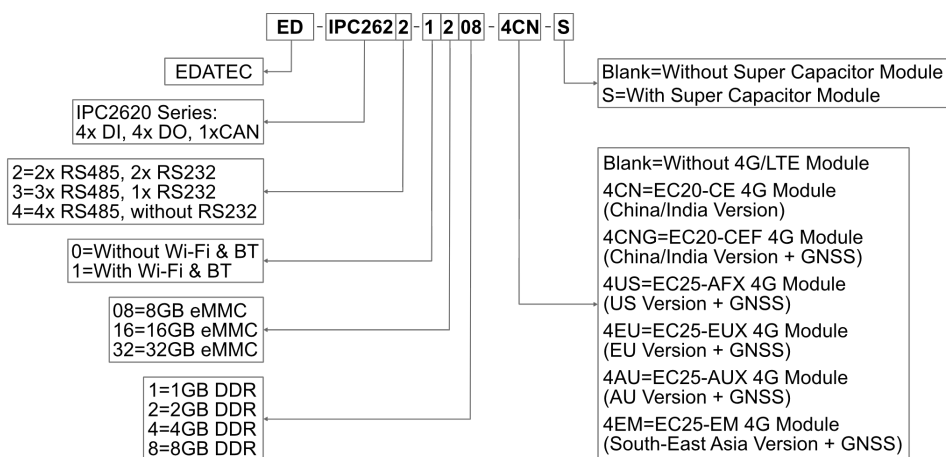 ED - IPC262 2 - 1 2 08 - 4CN - S
EDATEC
IPC2620 Series:
4x DI, 4x DO, 1xCAN
2=2x RS485, 2x RS232
3=3x RS485, 1x RS232
4=4x RS485, without RS232
0=Without Wi-Fi & BT
1=With Wi-Fi & BT
08=8GB eMMC
16=16GB eMMC
32=32GB eMMC
1=1GB DDR
2=2GB DDR
4=4GB DDR
8=8GB DDR
Blank=Without Super Capacitor Module
S=With Super Capacitor Module
Blank=Without 4G/LTE Module
4CN=EC20-CE 4G Module
(China/India Version)
4CNG=EC20-CEF 4G Module
(China/India Version + GNSS)
4US=EC25-AFX 4G Module
(US Version + GNSS)
4EU=EC25-EUX 4G Module
(EU Version + GNSS)
4AU=EC25-AUX 4G Module
(AU Version + GNSS)
4EM=EC25-EM 4G Module
(South-East Asia Version + GNSS)